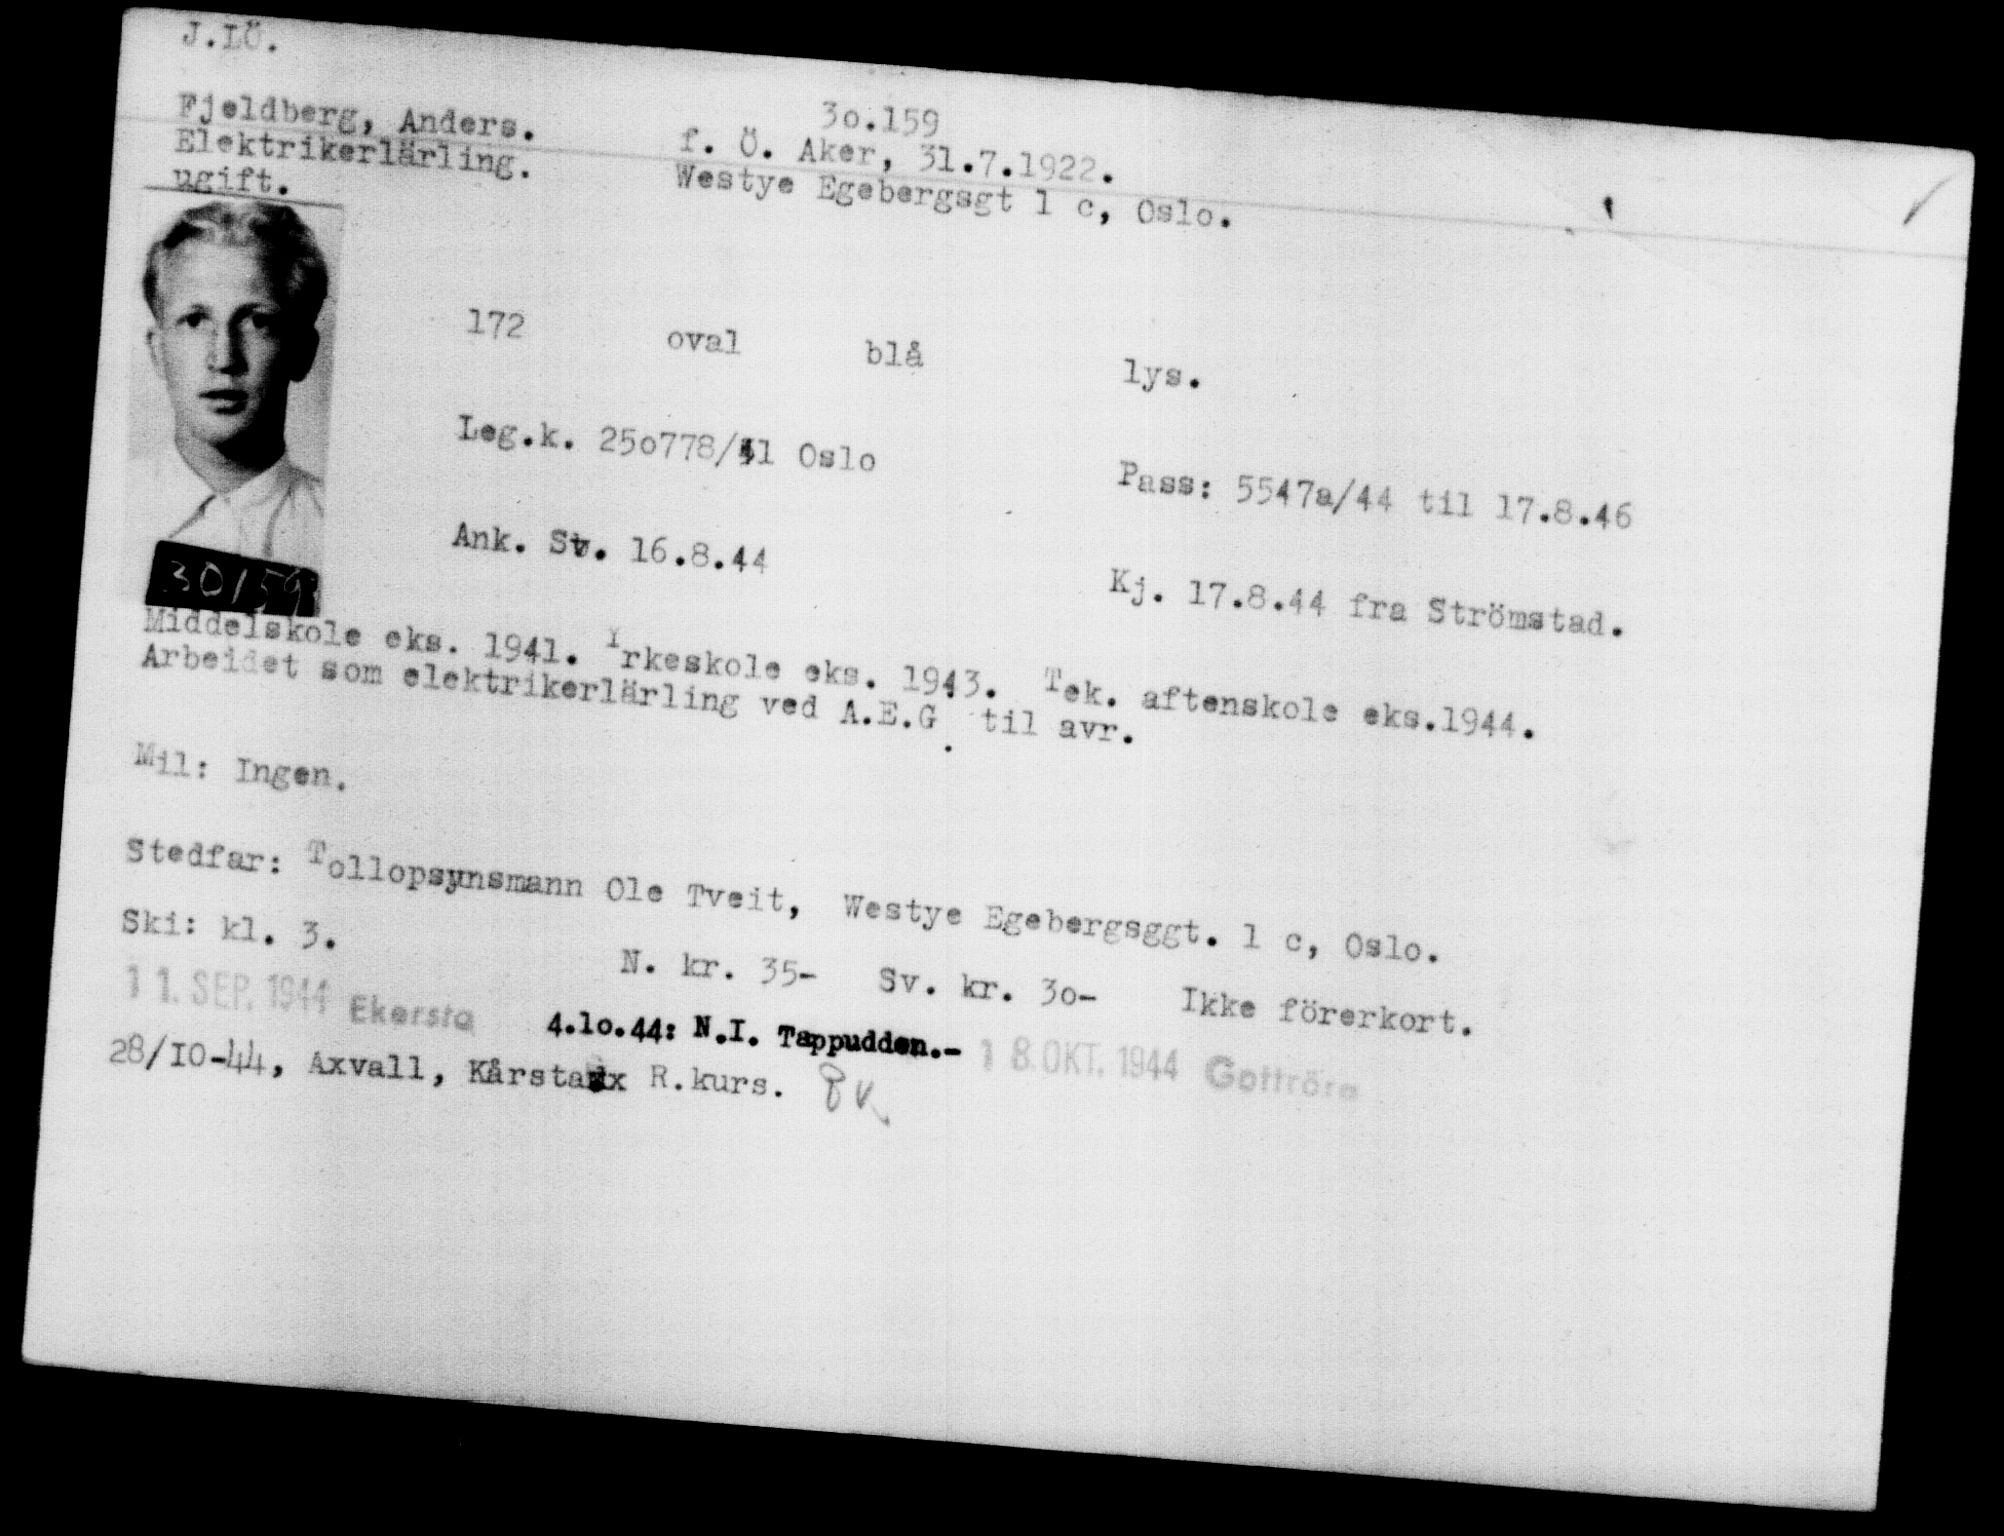 J.LÖ.
30.159
Fjeldberg, Anders. f. Ö. Aker, 31.7.1922.
Elektrikerlärling. Westye Egebergsgt 1 c, Oslo.
ugift.
172 oval blå lys.
Leg.k. 250778/41 Oslo Pass: 5547a/44 til 17.8.46
Ank. Sv. 16.8.44 Kj. 17.8.44 fra Strömstad.
30159
Middelskole eks. 1941. Yrkeskole eks. 1943. Tek. aftenskole eks.1944.
Arbeidet som elektrikerlärling ved A.E.G. til avr.
Mil: Ingen.
Stedfar: Tollopsynsmann Ole Tveit, Westye Egebergsggt. 1 c, Oslo.
Ski: kl. 3. N. kr. 35- Sv. kr. 30- Ikke förerkort.
11. SEP. 1944 Ekersta 4.10.44: N.I. Tappudden.- 18. OKT. 1944 Gottröra
28/10-44, Axvall, Kårsta R.kurs.